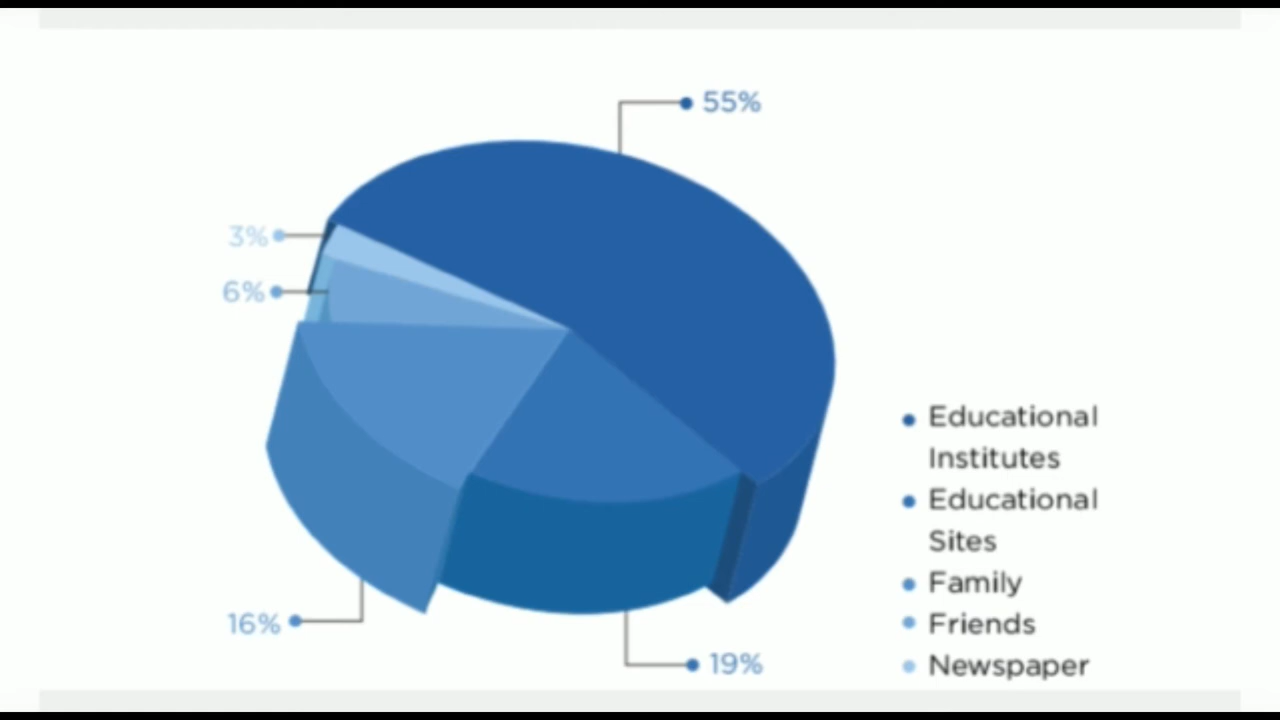 55%
3%
6%
16%
19%
Educational
Institutes
Educational
Sites
Family
Friends
Newspaper